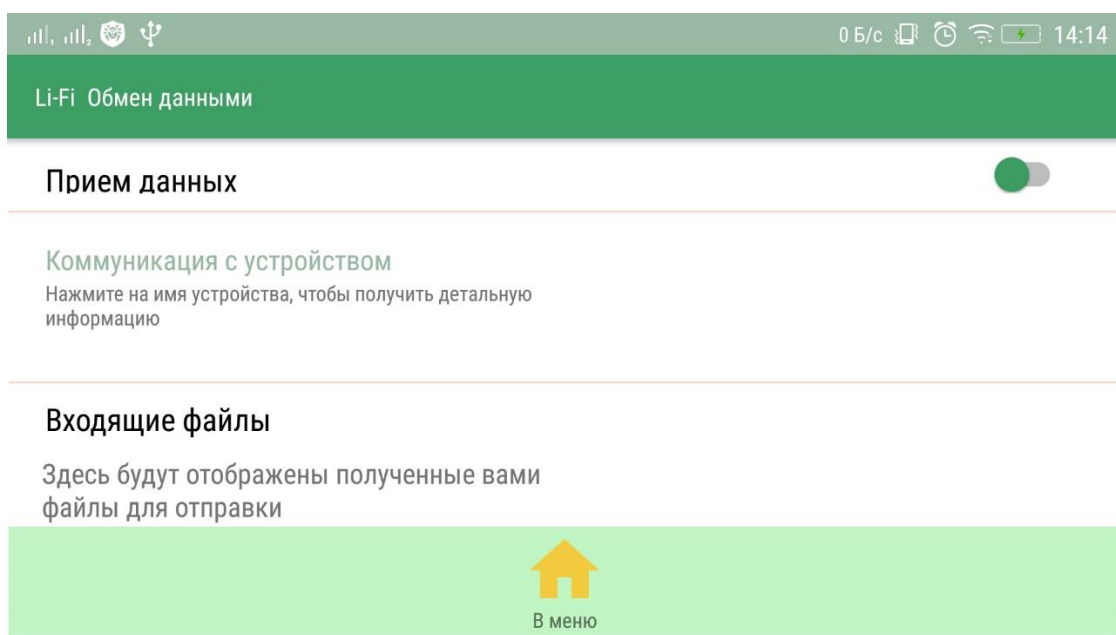 0 Б/с 14:14
Li-Fi Обмен данными
Прием данных
Коммуникация с устройством
Нажмите на имя устройства, чтобы получить детальную
информацию
Входящие файлы
Здесь будут отображены полученные вами
файлы для отправки
В меню